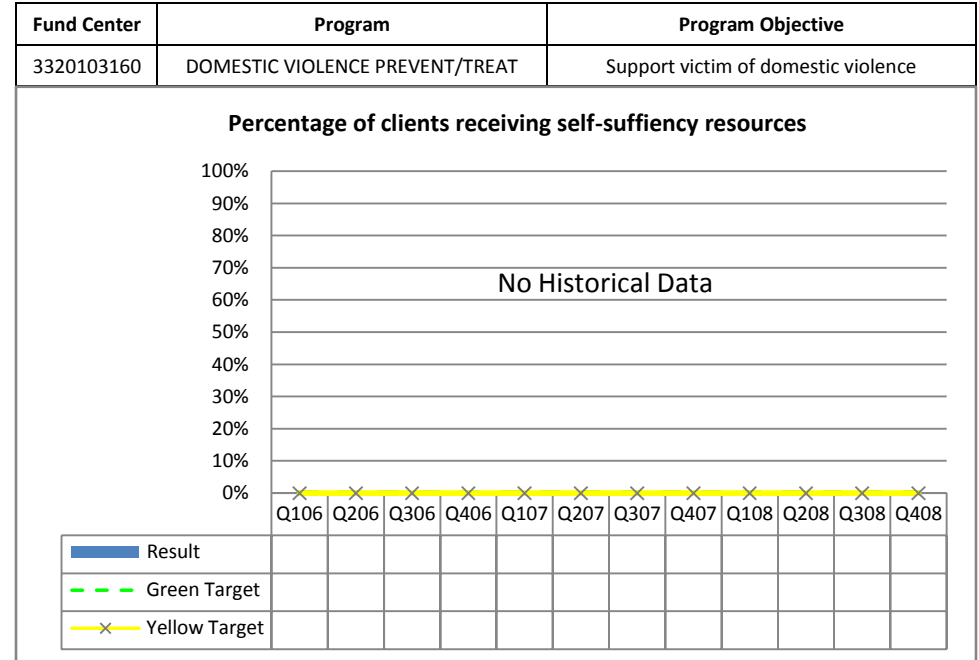 Fund Center Program Program Objective
3320103160 DOMESTIC VIOLENCE PREVENT/TREAT Support victim of domestic violence
Percentage of clients receiving self-suffiency resources
100%
90%
80%
70%
No Historical Data
60%
50%
40%
30%
20%
10%
0%
Q106 Q206 Q306 Q406 Q107 Q207 Q307 Q407 Q108 Q208 Q308 Q408
Result
Green Target
Yellow Target